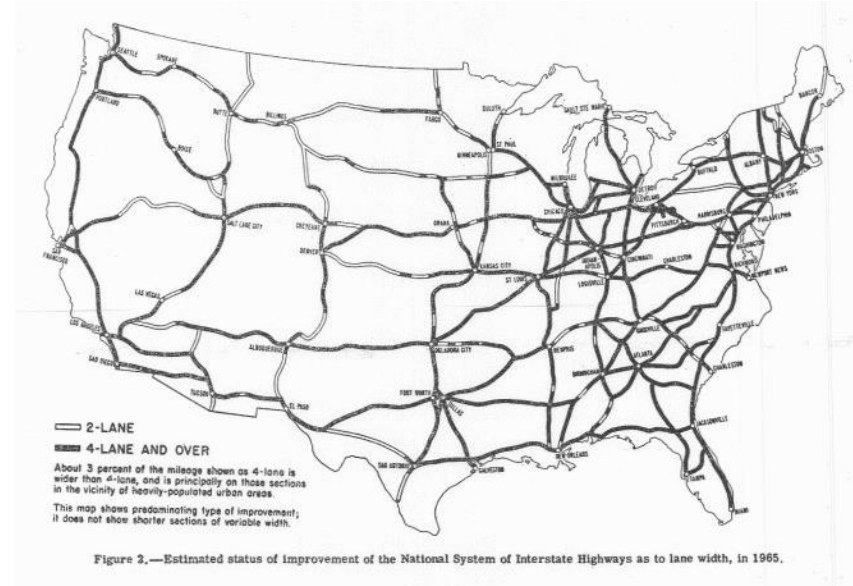 SEATTLE
SPOKANE
PORTLAND
BUTTE
BILLINGS
FARGO
DULUTH
SAULT STE. MARIE
BANGOR
BOISE
MINNEAPOLIS
ST PAUL
MILWAUKEE
DETROIT
BUFFALO
ALBANY
BOSTON
CLEVELAND
NEW YORK
CHICAGO
SALT LAKE CITY
CHEYENNE
OMAHA
PITTSBURGH
HARRISBURG
PHILADELPHIA
SAN FRANCISCO
DENVER
KANSAS CITY
INDIAN-
APOLIS
CINCINNATI
CHARLESTON
WASHINGTON
RICHMOND
NEWPORT NEWS
ST LOUIS
LOUISVILLE
LAS VEGAS
LOS ANGELES
ALBUQUERQUE
OKLAHOMA CITY
MEMPHIS
KNOXVILLE
FAYETTEVILLE
SAN DIEGO
BIRMINGHAM
ATLANTA
CHARLESTON
TUCSON
EL PASO
FORT WORTH
DALLAS
JACKSONVILLE
SAN ANTONIO
GALVESTON
NEW ORLEANS
TAMPA
MIAMI
2-LANE
4-LANE AND OVER
About 3 percent of the mileage shown as 4-lane is
wider than 4-lane, and is principally on those sections
in the vicinity of heavily-populated urban areas.
This map shows predominating type of improvement;
it does not show shorter sections of variable width.
Figure 2.—Estimated status of improvement of the National System of Interstate Highways as to lane width, in 1965.